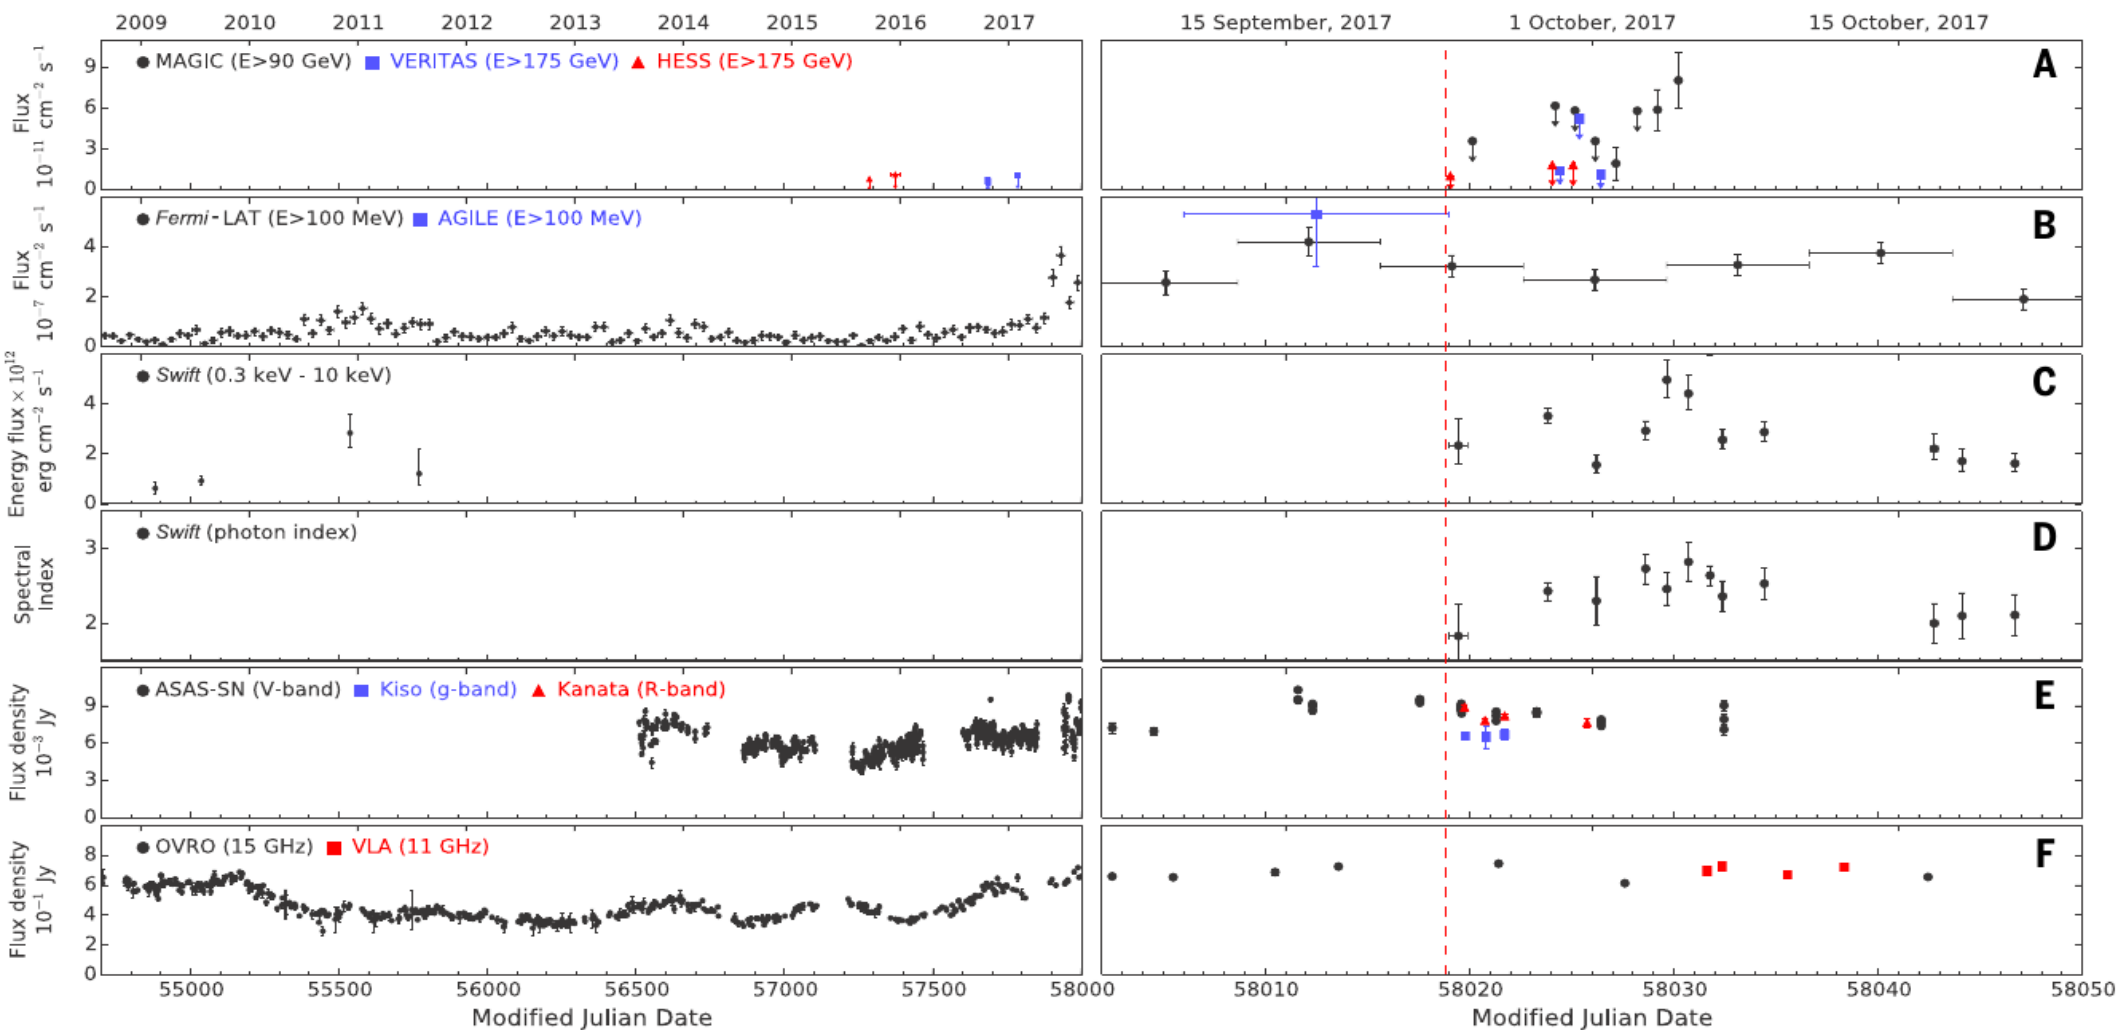 2009 2010 2011 2012 2013 2014 2015 2016 2017 15 September, 2017 1 October, 2017 15 October, 2017
MAGIC (E>90 GeV) VERITAS (E>175 GeV) HESS (E>175 GeV) A
Flux
10⁻¹¹ cm⁻² s⁻¹
9
6
3
0
Fermi-LAT (E>100 MeV) AGILE (E>100 MeV) B
Flux
10⁻⁷ cm⁻² s⁻¹
4
2
0
Swift (0.3 keV - 10 keV) C
Energy flux × 10¹²
erg cm⁻² s⁻¹
4
2
0
Swift (photon index) D
Spectral
Index
3
2
ASAS-SN (V-band) Kiso (g-band) Kanata (R-band) E
Flux density
10⁻³ Jy
9
6
3
0
OVRO (15 GHz) VLA (11 GHz) F
Flux density
10⁻¹ Jy
8
6
4
2
0
55000 55500 56000 56500 57000 57500 58000 58010 58020 58030 58040 58050
Modified Julian Date Modified Julian Date